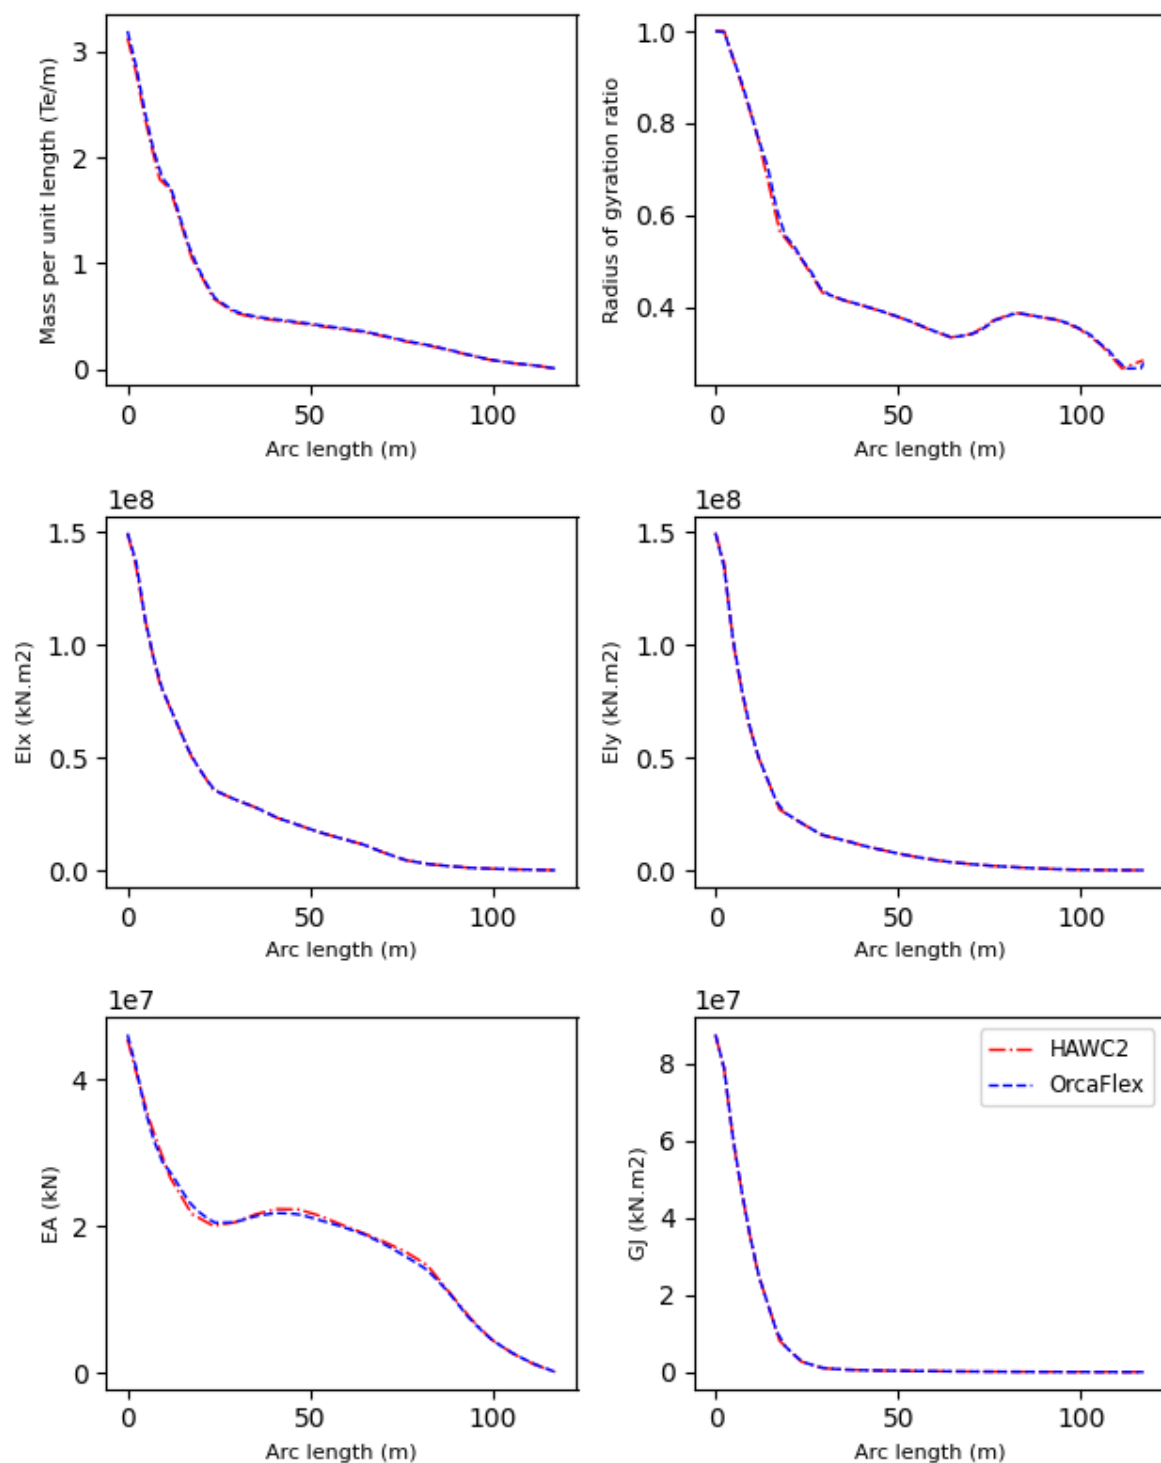 Mass per unit length (Te/m)
3
2
1
0
0 50 100
Arc length (m)
Radius of gyration ratio
1.0
0.8
0.6
0.4
0 50 100
Arc length (m)
1e8
EIx (kN.m2)
1.5
1.0
0.5
0.0
0 50 100
Arc length (m)
1e8
EIy (kN.m2)
1.5
1.0
0.5
0.0
0 50 100
Arc length (m)
1e7
EA (kN)
4
2
0
0 50 100
Arc length (m)
1e7
GJ (kN.m2)
8
6
4
2
0
HAWC2
OrcaFlex
0 50 100
Arc length (m)